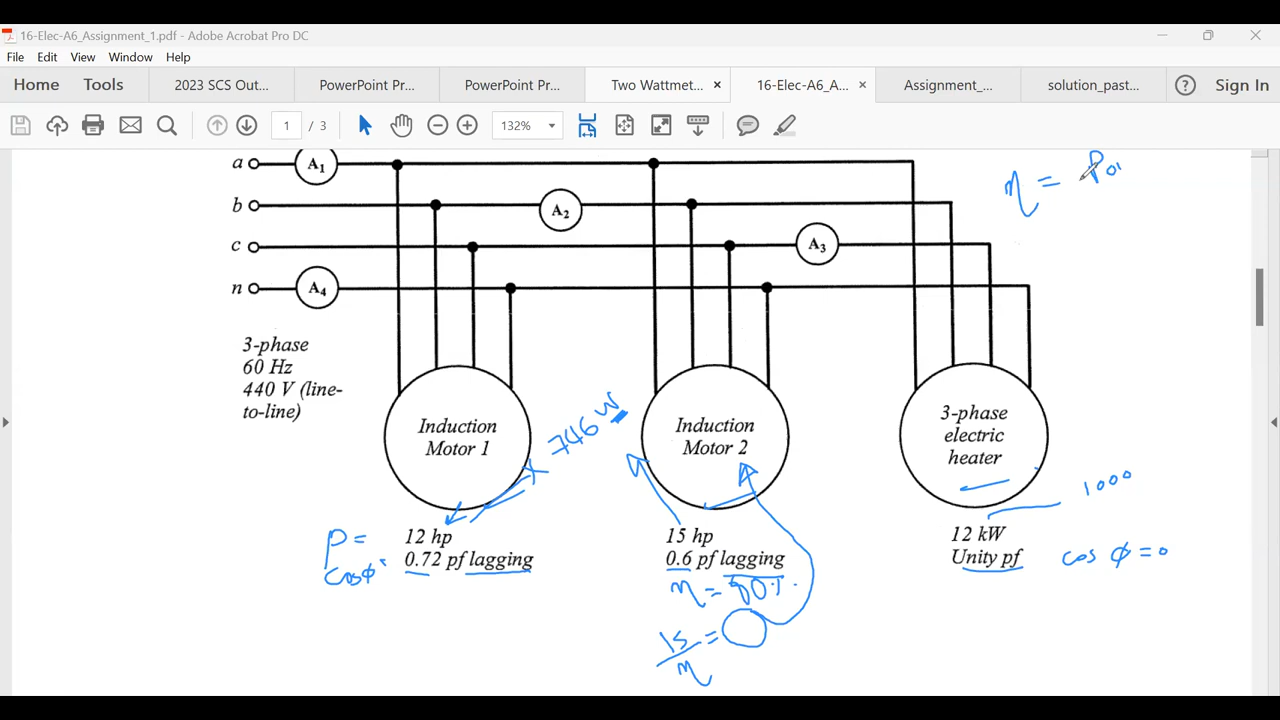 16-Elec-A6_Assignment_1.pdf - Adobe Acrobat Pro DC
File Edit View Window Help
Home Tools 2023 SCS Out... PowerPoint Pr... PowerPoint Pr... Two Wattmet... × 16-Elec-A6_A... × Assignment_... solution_past... ? Sign In
1 / 3 132%
a A1
b A2
c A3
n A4
η = Po
3-phase
60 Hz
440 V (line-
to-line)
Induction
Motor 1
× 746 W
Induction
Motor 2
3-phase
electric
heater
1000
P =
12 hp
15 hp
12 kW
cosφ
0.72 pf lagging
0.6 pf lagging
Unity pf
cos φ = 0
η = 80%
15/η =